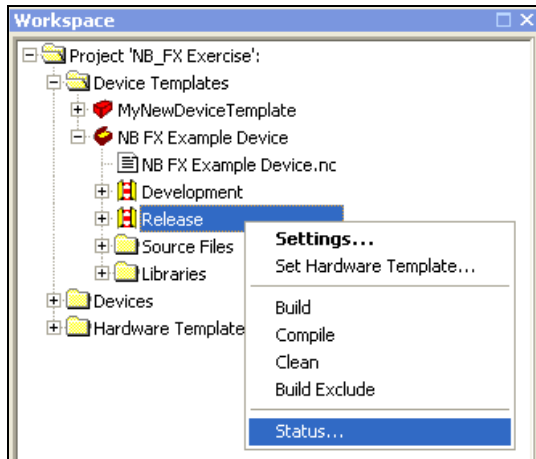 Workspace
Project 'NB_FX Exercise':
Device Templates
MyNewDeviceTemplate
NB FX Example Device
NB FX Example Device.nc
Development
Release
Source Files
Libraries
Devices
Hardware Template
Settings...
Set Hardware Template...
Build
Compile
Clean
Build Exclude
Status...